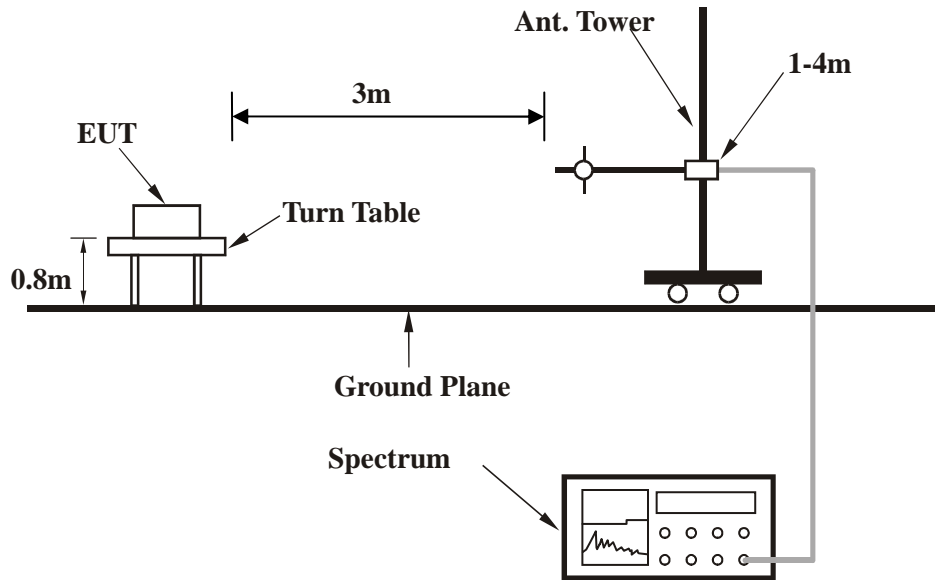 Ant. Tower
1-4m
3m
EUT
Turn Table
0.8m
Ground Plane
Spectrum